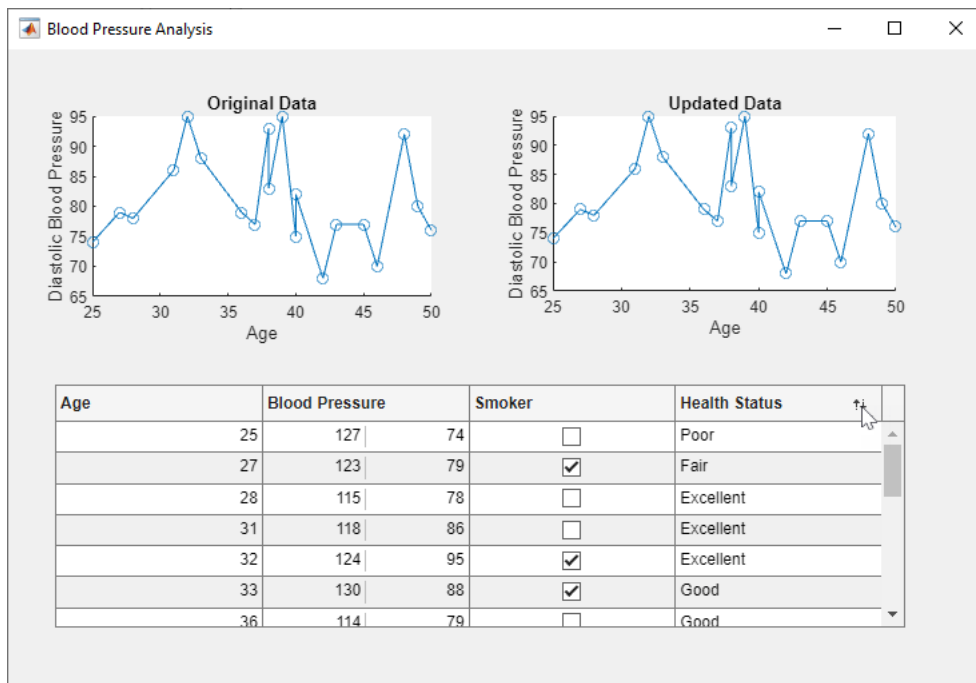 Blood Pressure Analysis
Original Data
Diastolic Blood Pressure
95
90
85
80
75
70
65
25 30 35 40 45 50
Age
Updated Data
Diastolic Blood Pressure
95
90
85
80
75
70
65
25 30 35 40 45 50
Age
Age Blood Pressure Smoker Health Status
25 127 74 Poor
27 123 79 Fair
28 115 78 Excellent
31 118 86 Excellent
32 124 95 Excellent
33 130 88 Good
36 114 79 Good